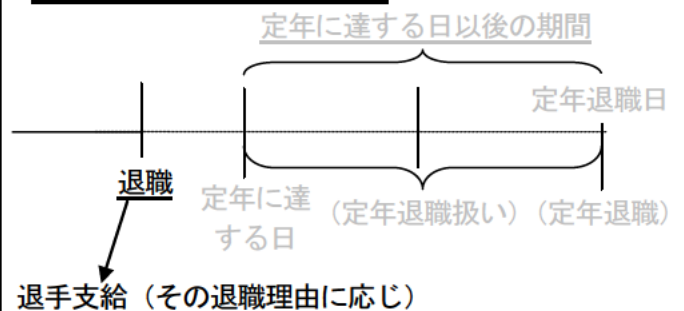 定年に達する日以後の期間
定年退職日
退職
定年に達
する日
（定年退職扱い）（定年退職）
退手支給（その退職理由に応じ）